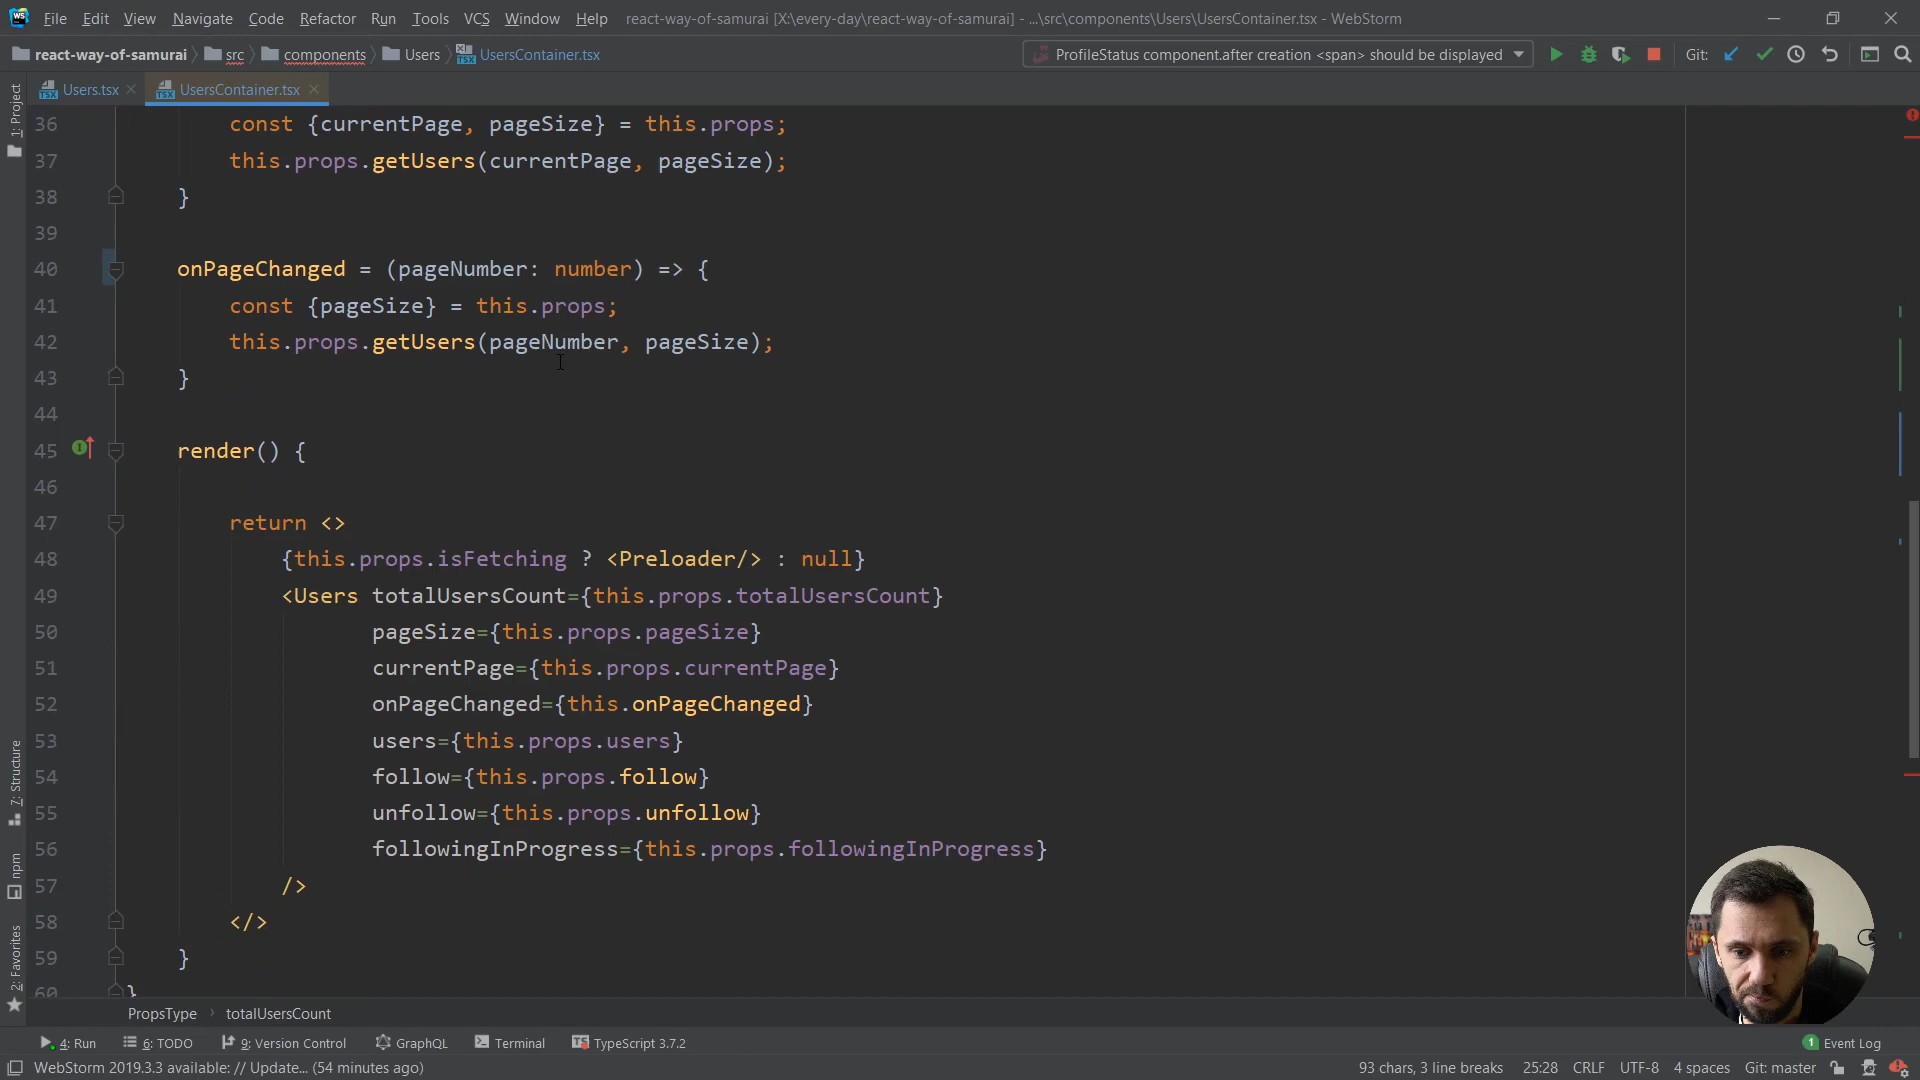 WS File Edit View Navigate Code Refactor Run Tools VCS Window Help react-way-of-samurai [X:\every-day\react-way-of-samurai] - ...\src\components\Users\UsersContainer.tsx - WebStorm
react-way-of-samurai src components Users TSX UsersContainer.tsx ProfileStatus component.after creation <span> should be displayed Git:
TSX Users.tsx TSX UsersContainer.tsx
1: Project
36 const {currentPage, pageSize} = this.props;
37 this.props.getUsers(currentPage, pageSize);
38 }
39
40 onPageChanged = (pageNumber: number) => {
41 const {pageSize} = this.props;
42 this.props.getUsers(pageNumber, pageSize);
43 }
44
45 render() {
46
47 return <>
48 {this.props.isFetching ? <Preloader/> : null}
49 <Users totalUsersCount={this.props.totalUsersCount}
50 pageSize={this.props.pageSize}
51 currentPage={this.props.currentPage}
52 onPageChanged={this.onPageChanged}
53 users={this.props.users}
54 follow={this.props.follow}
55 unfollow={this.props.unfollow}
56 followingInProgress={this.props.followingInProgress}
57 />
58 </>
59 }
60 }
7: Structure
npm
2: Favorites
PropsType totalUsersCount
4: Run 6: TODO 9: Version Control GraphQL Terminal TS TypeScript 3.7.2 1 Event Log
WebStorm 2019.3.3 available: // Update... (54 minutes ago) 93 chars, 3 line breaks 25:28 CRLF UTF-8 4 spaces Git: master